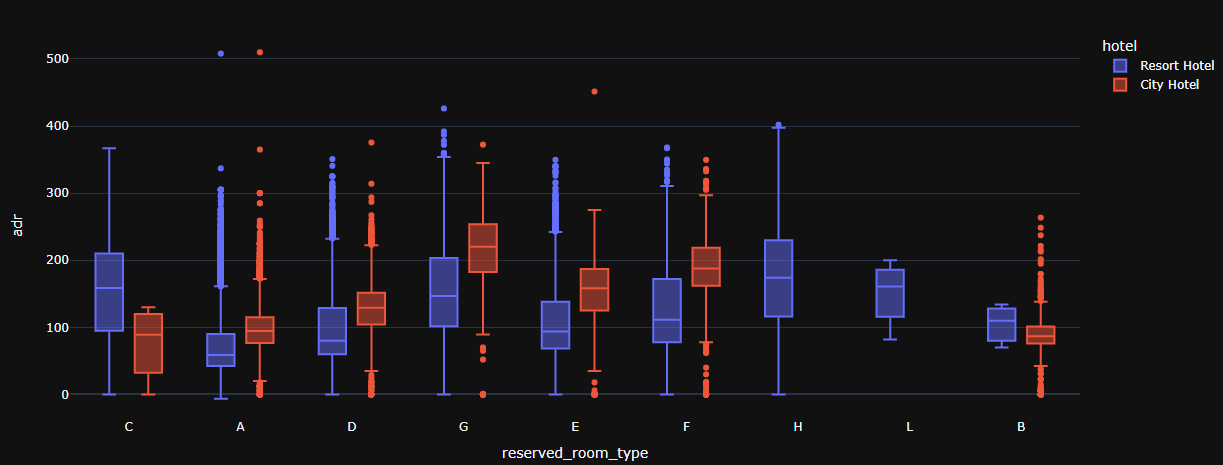 hotel
Resort Hotel
City Hotel
adr
500
400
300
200
100
0
C A D G E F H L B
reserved_room_type